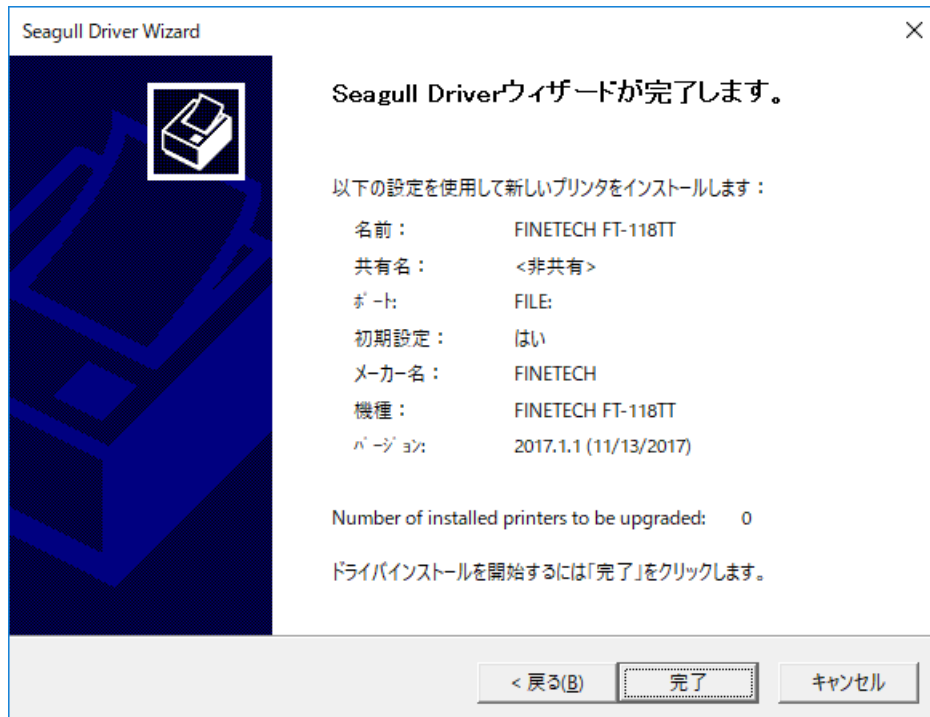 Seagull Driver Wizard
Seagull Driverウィザードが完了します。
以下の設定を使用して新しいプリンタをインストールします：
名前： FINETECH FT-118TT
共有名： <非共有>
ﾎﾟｰﾄ: FILE:
初期設定： はい
メーカー名： FINETECH
機種： FINETECH FT-118TT
ﾊﾞｰｼﾞｮﾝ: 2017.1.1 (11/13/2017)
Number of installed printers to be upgraded: 0
ドライバインストールを開始するには「完了」をクリックします。
< 戻る(B) 完了 キャンセル